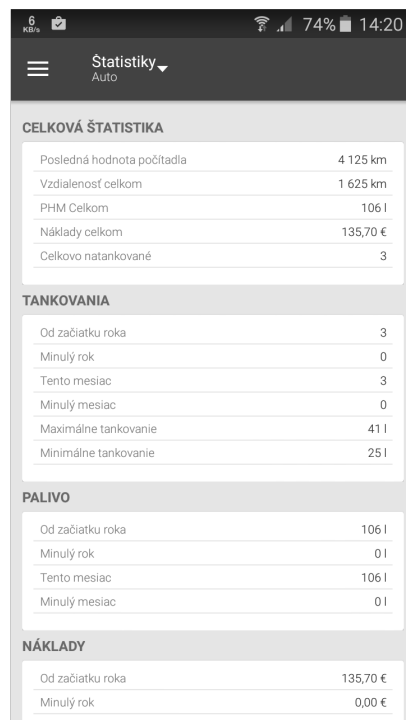 6
KB/s
74% 14:20
Štatistiky
Auto
CELKOVÁ ŠTATISTIKA
Posledná hodnota počítadla 4 125 km
Vzdialenosť celkom 1 625 km
PHM Celkom 106 l
Náklady celkom 135,70 €
Celkovo natankované 3
TANKOVANIA
Od začiatku roka 3
Minulý rok 0
Tento mesiac 3
Minulý mesiac 0
Maximálne tankovanie 41 l
Minimálne tankovanie 25 l
PALIVO
Od začiatku roka 106 l
Minulý rok 0 l
Tento mesiac 106 l
Minulý mesiac 0 l
NÁKLADY
Od začiatku roka 135,70 €
Minulý rok 0,00 €